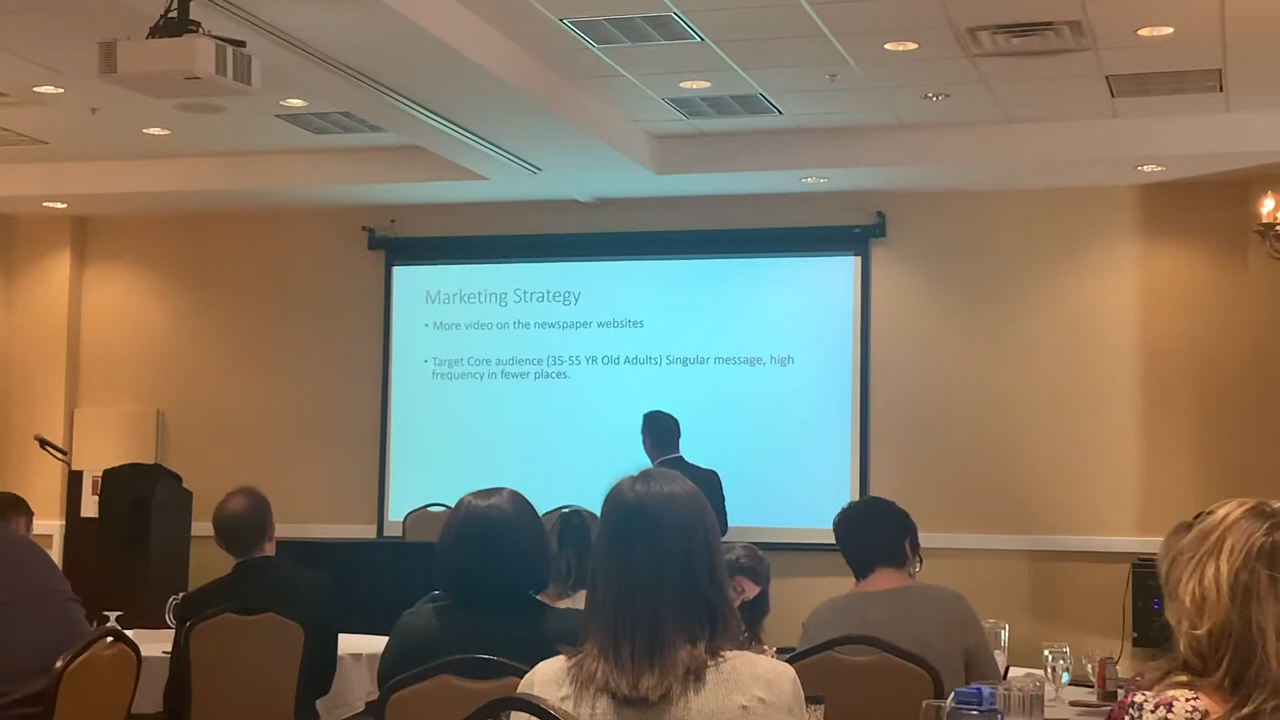 Marketing Strategy
• More video on the newspaper websites
• Target Core audience (35-55 YR Old Adults) Singular message, high
frequency in fewer places.